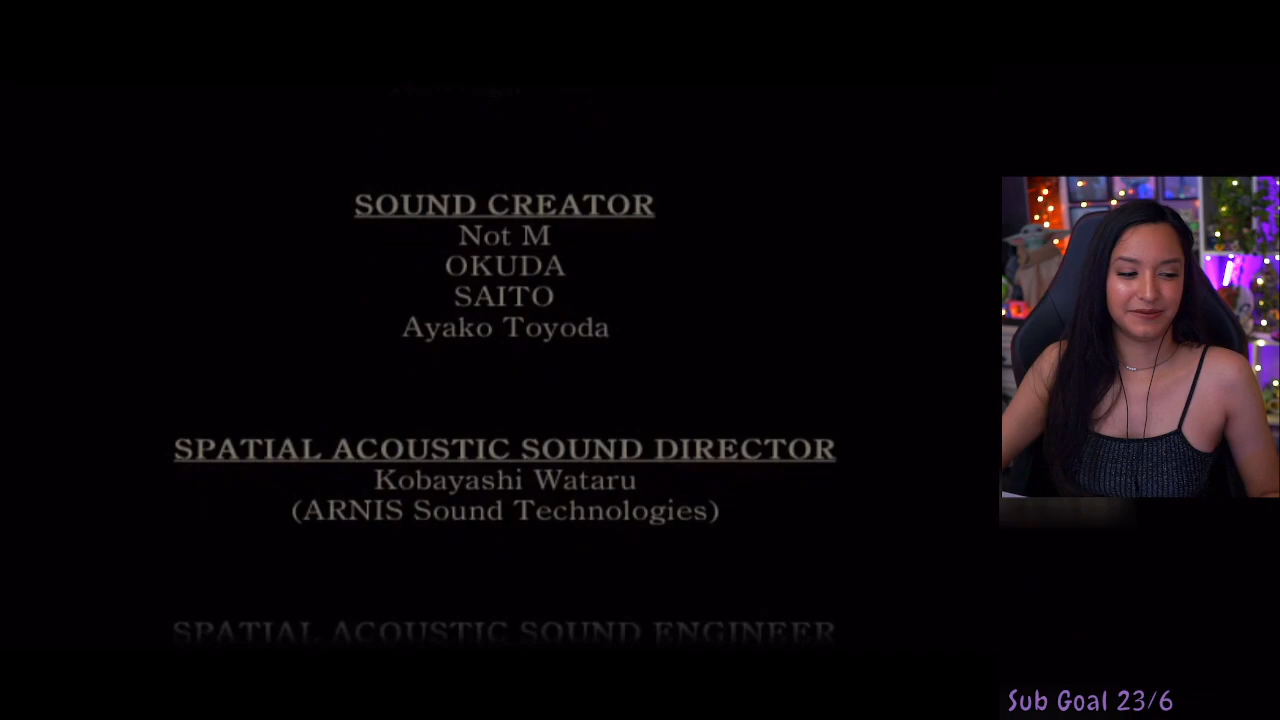 SOUND CREATOR
Not M
OKUDA
SAITO
Ayako Toyoda
SPATIAL ACOUSTIC SOUND DIRECTOR
Kobayashi Wataru
(ARNIS Sound Technologies)
SPATIAL ACOUSTIC SOUND ENGINEER
Sub Goal 23/6